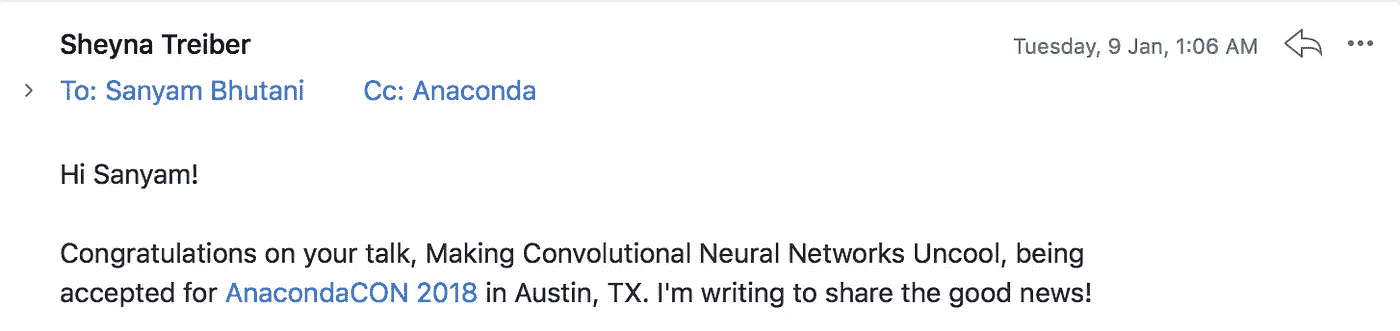 Sheyna Treiber
Tuesday, 9 Jan, 1:06 AM
To: Sanyam Bhutani Cc: Anaconda
Hi Sanyam!
Congratulations on your talk, Making Convolutional Neural Networks Uncool, being
accepted for AnacondaCON 2018 in Austin, TX. I'm writing to share the good news!